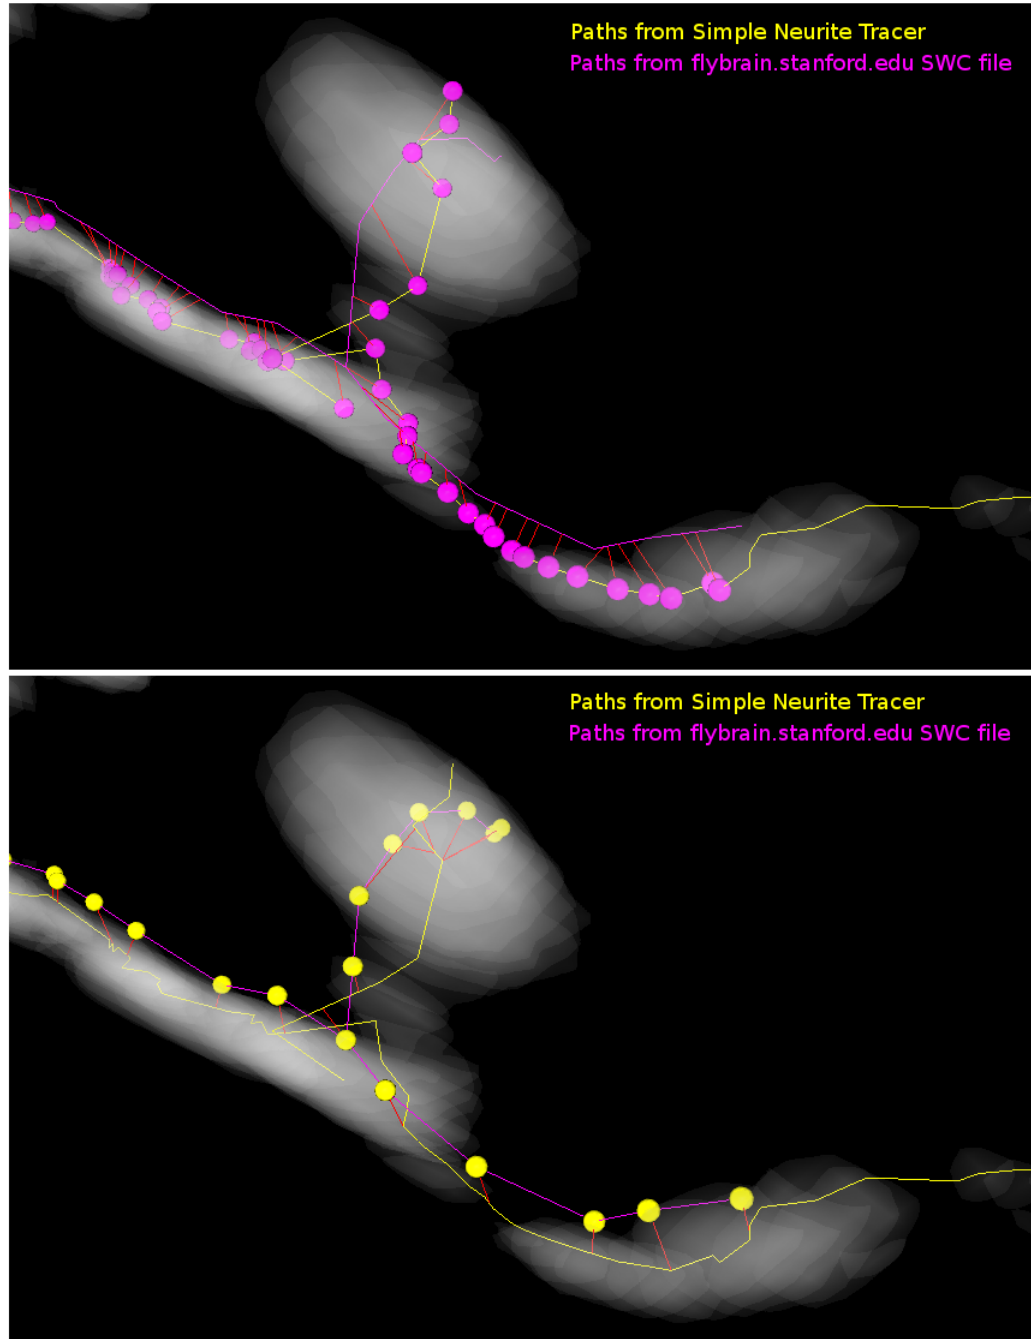 Paths from Simple Neurite Tracer
Paths from flybrain.stanford.edu SWC file
Paths from Simple Neurite Tracer
Paths from flybrain.stanford.edu SWC file